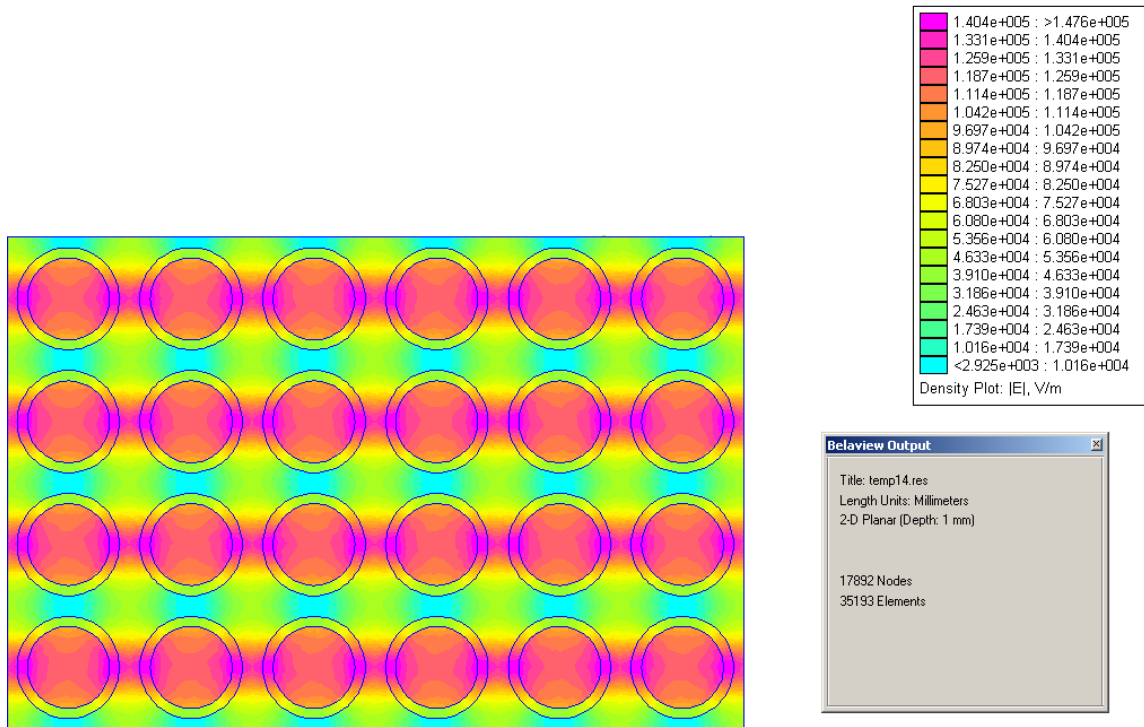 1.404e+005 : >1.476e+005
1.331e+005 : 1.404e+005
1.259e+005 : 1.331e+005
1.187e+005 : 1.259e+005
1.114e+005 : 1.187e+005
1.042e+005 : 1.114e+005
9.697e+004 : 1.042e+005
8.974e+004 : 9.697e+004
8.250e+004 : 8.974e+004
7.527e+004 : 8.250e+004
6.803e+004 : 7.527e+004
6.080e+004 : 6.803e+004
5.356e+004 : 6.080e+004
4.633e+004 : 5.356e+004
3.910e+004 : 4.633e+004
3.186e+004 : 3.910e+004
2.463e+004 : 3.186e+004
1.739e+004 : 2.463e+004
1.016e+004 : 1.739e+004
<2.925e+003 : 1.016e+004
Density Plot: |E|, V/m
Belaview Output
Title: temp14.res
Length Units: Millimeters
2-D Planar (Depth: 1 mm)
17892 Nodes
35193 Elements